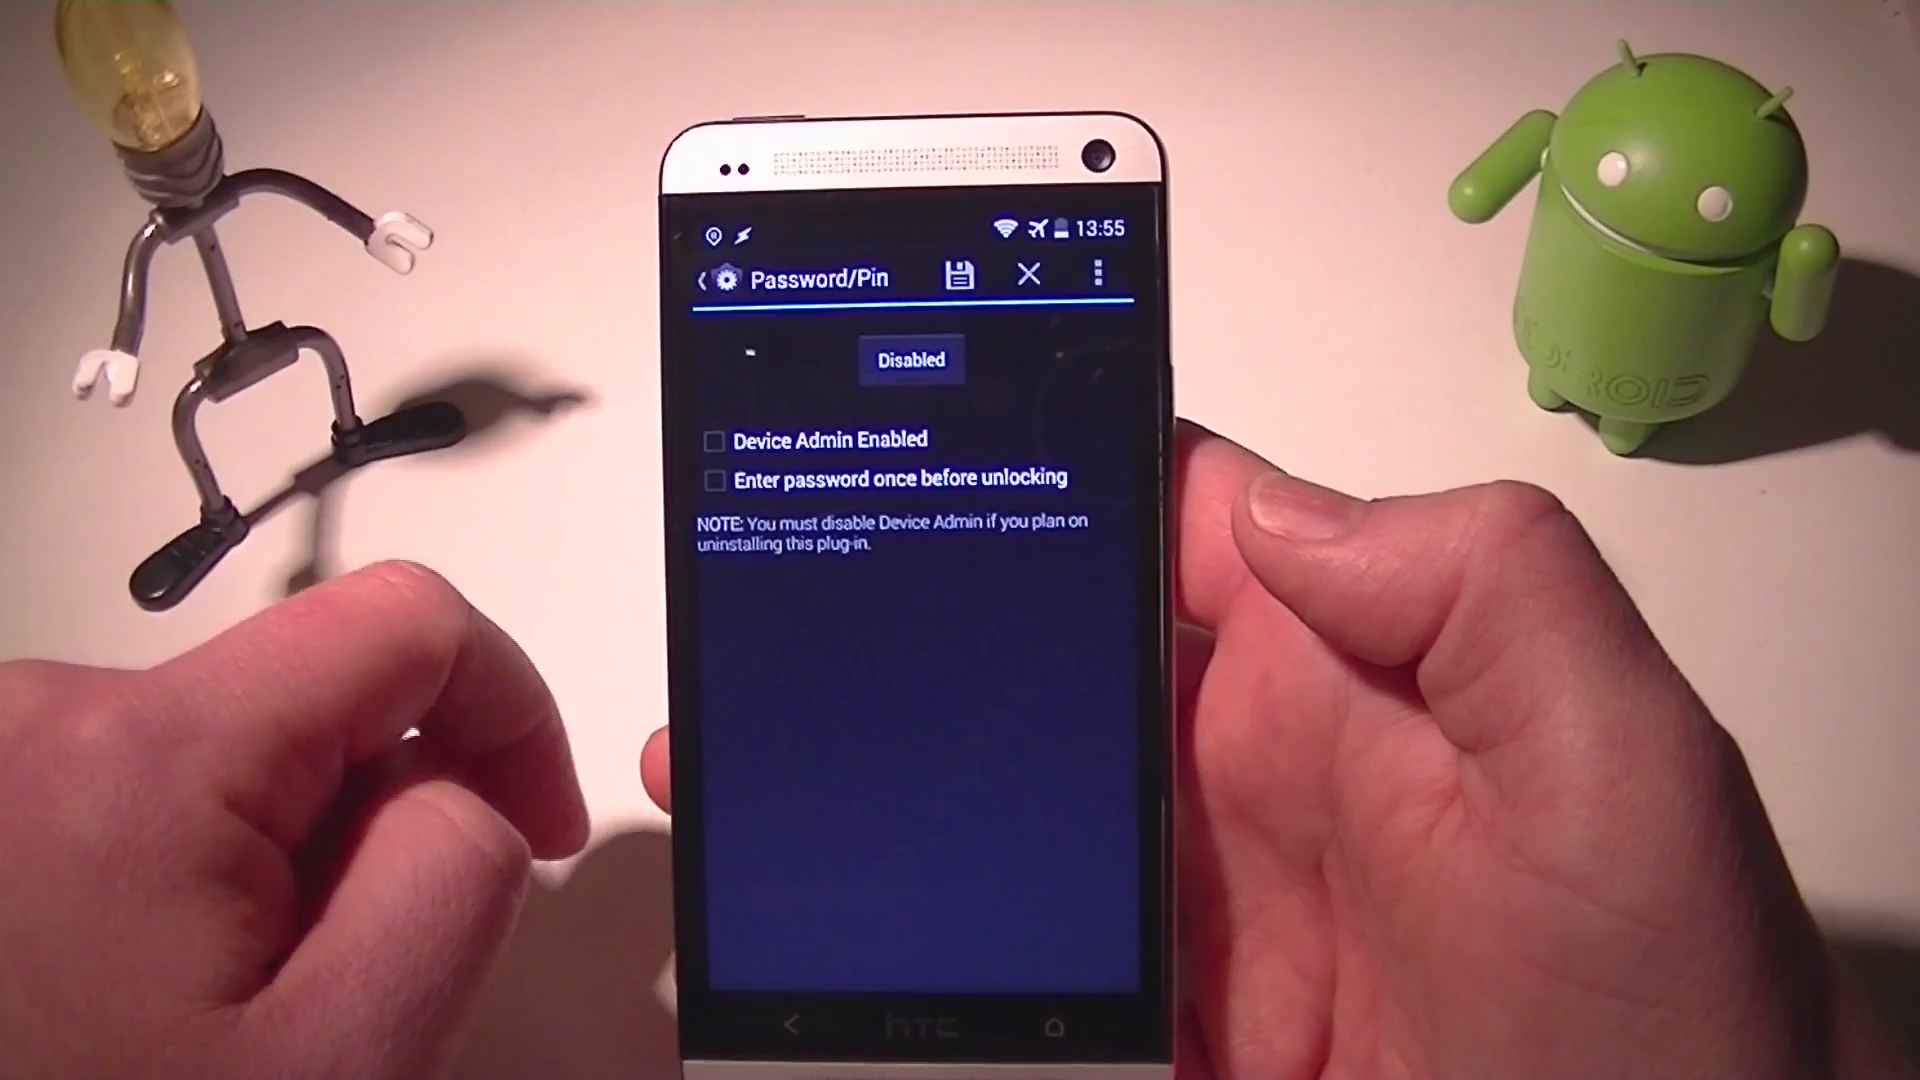 13:55
Password/Pin
Disabled
Device Admin Enabled
Enter password once before unlocking
NOTE: You must disable Device Admin if you plan on
uninstalling this plug-in.
hTC